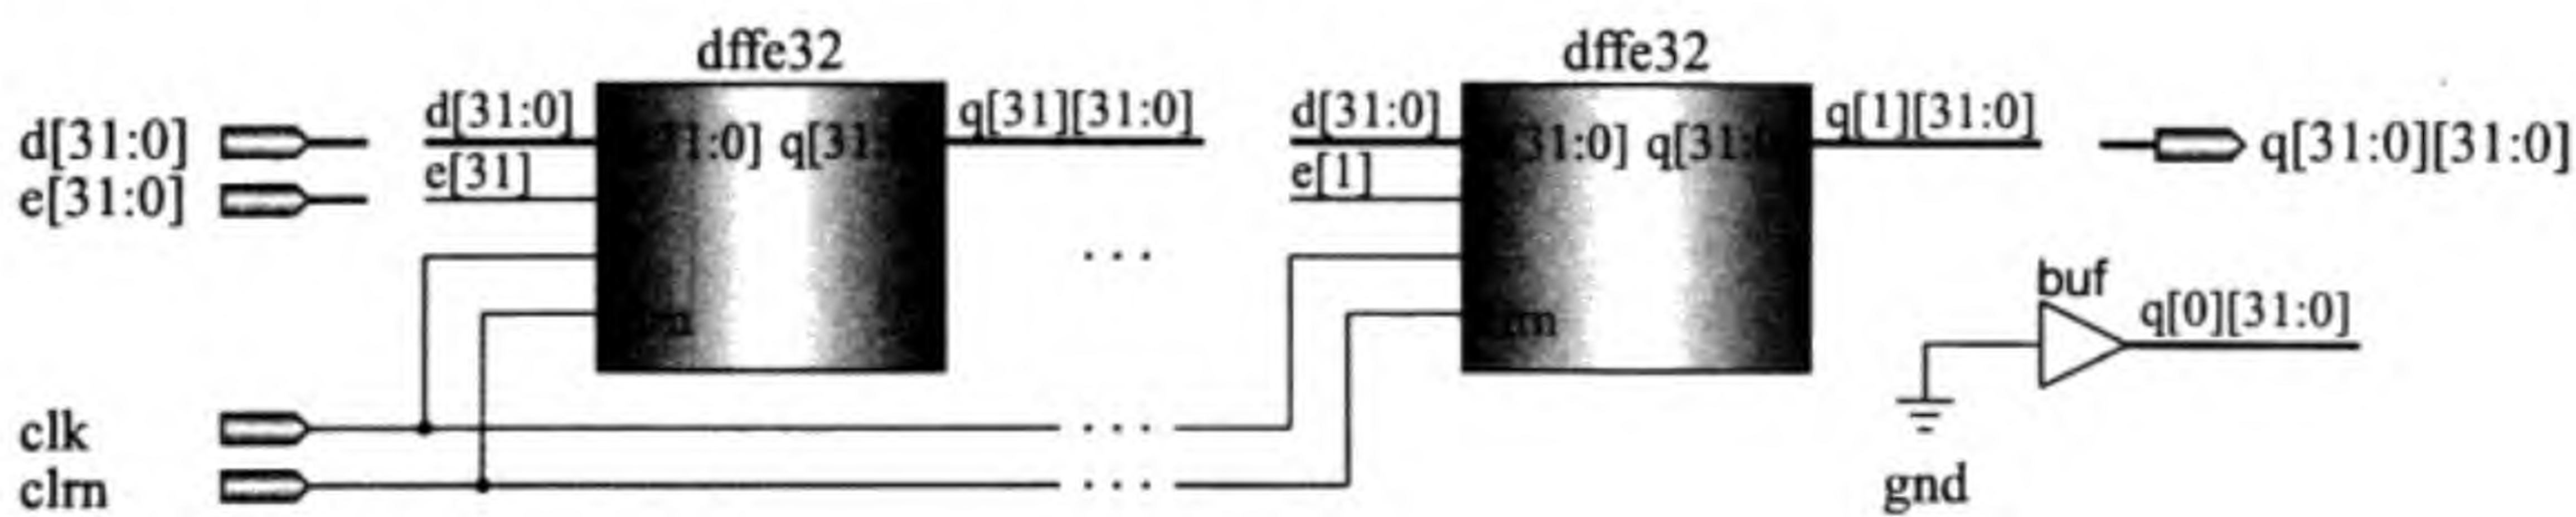 dffe32 dffe32
d[31:0] d[31:0] q[31][31:0] d[31:0] q[1][31:0] q[31:0][31:0]
e[31:0] e[31] e[1]
...
buf
q[0][31:0]
clk ...
clrn ...
gnd